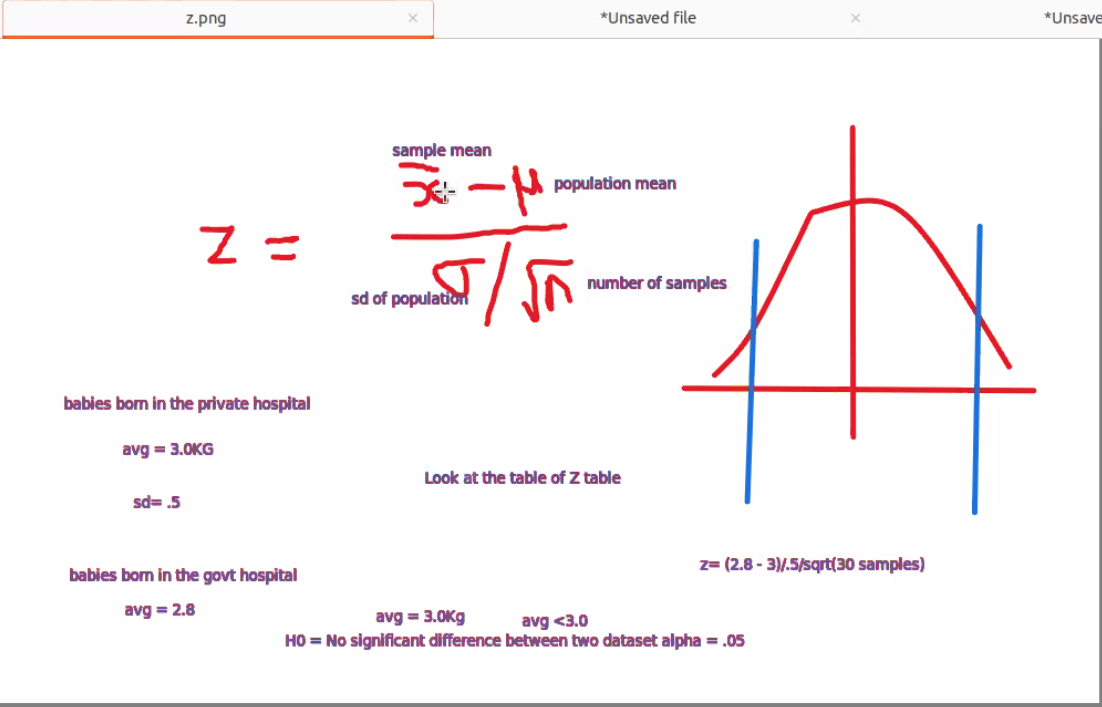 z.png
*Unsaved file
*Unsave
sample mean
x̄ - μ
population mean
z =
σ/√n
number of samples
sd of population
babies born in the private hospital
avg = 3.0KG
Look at the table of Z table
sd= .5
z= (2.8 - 3)/.5/sqrt(30 samples)
babies born in the govt hospital
avg = 2.8
avg = 3.0Kg
avg <3.0
H0 = No significant difference between two dataset alpha = .05